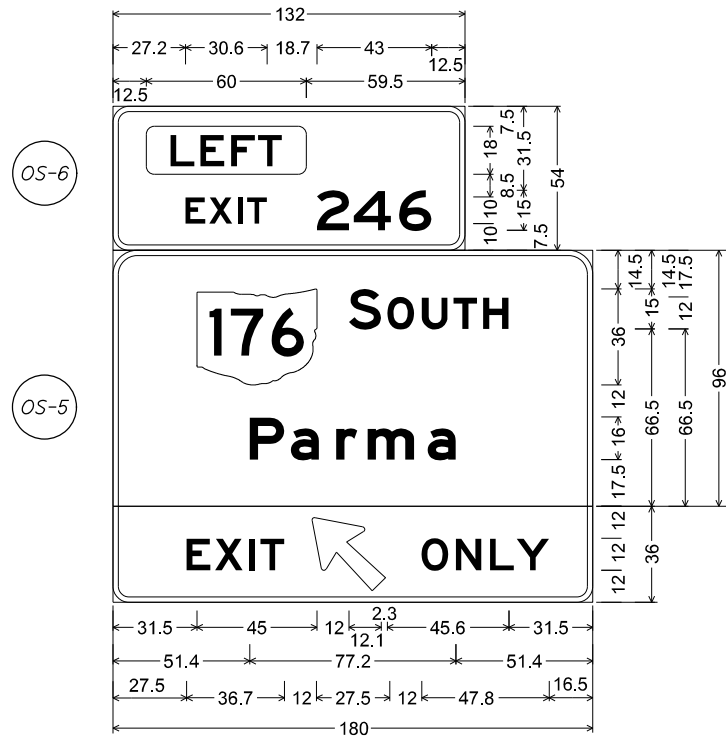 132
27.2 30.6 18.7 43 12.5
12.5 60 59.5
OS-6
LEFT
EXIT 246
18 8.5 10 10
7.5 31.5 15 7.5
54
OS-5
176 SOUTH
Parma
EXIT ONLY
36 12 16 17.5 12 12 12
14.5 15 66.5 36
14.5 17.5 12 66.5
96
31.5 45 12 12.1 2.3 45.6 31.5
51.4 77.2 51.4
27.5 36.7 12 27.5 12 47.8 16.5
180